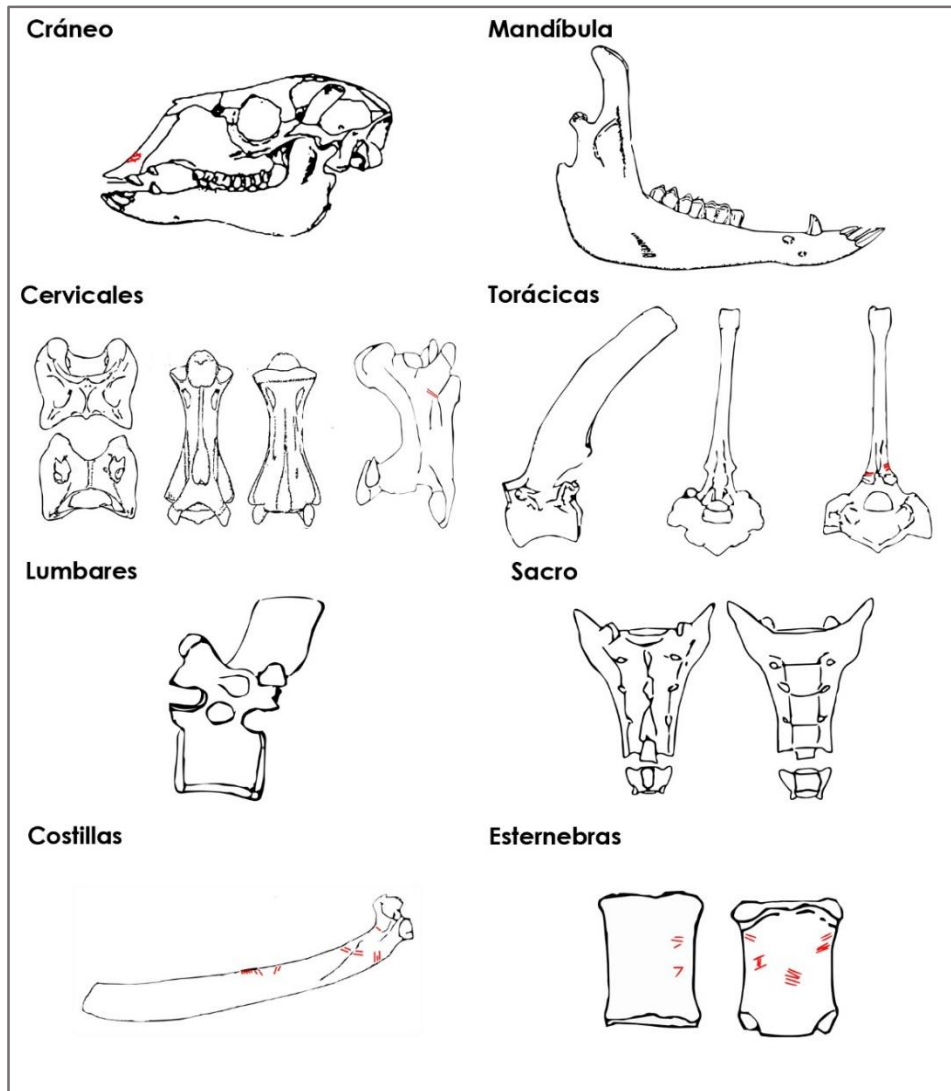 Cráneo
Mandíbula
Cervicales
Torácicas
Lumbares
Sacro
Costillas
Esternebras